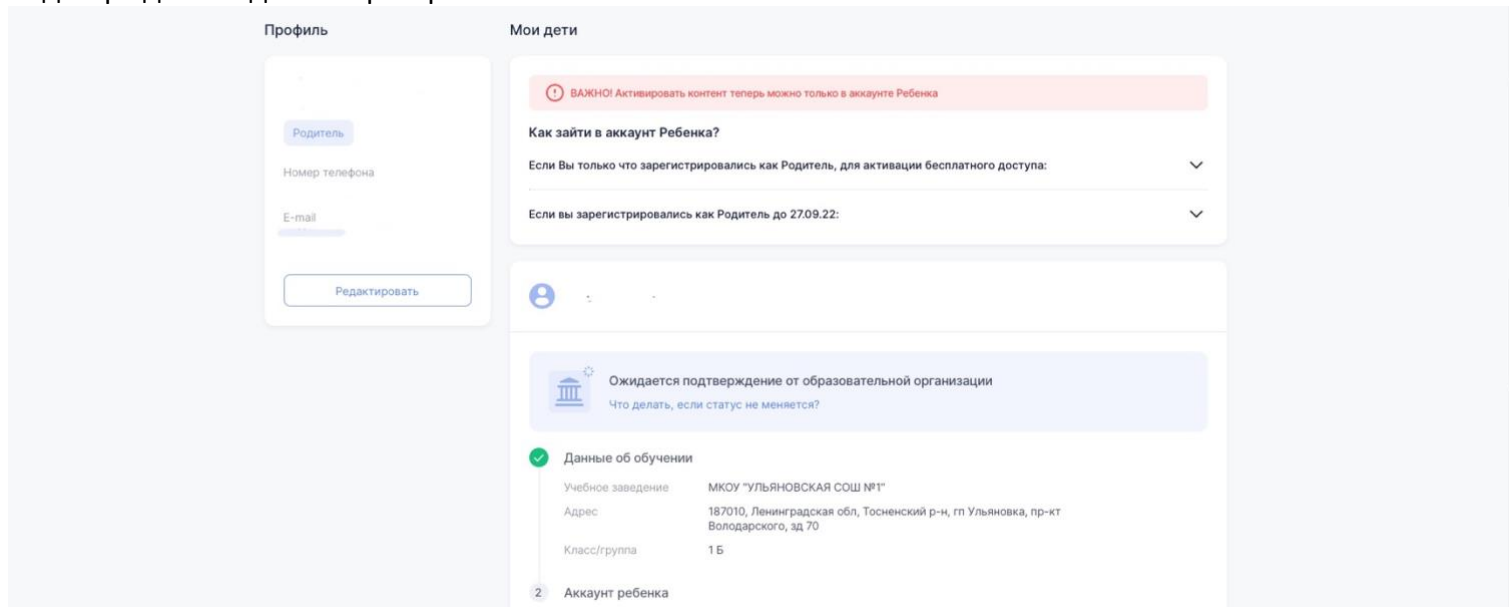 Профиль
Мои дети
ВАЖНО! Активировать контент теперь можно только в аккаунте Ребенка
Родитель
Как зайти в аккаунт Ребенка?
Если Вы только что зарегистрировались как Родитель, для активации бесплатного доступа:
Номер телефона
E-mail
Если вы зарегистрировались как Родитель до 27.09.22:
Редактировать
Ожидается подтверждение от образовательной организации
Что делать, если статус не меняется?
Данные об обучении
Учебное заведение МКОУ "УЛЬЯНОВСКАЯ СОШ №1"
Адрес 187010, Ленинградская обл, Тосненский р-н, гп Ульяновка, пр-кт
Володарского, зд 70
Класс/группа 1 Б
2 Аккаунт ребенка